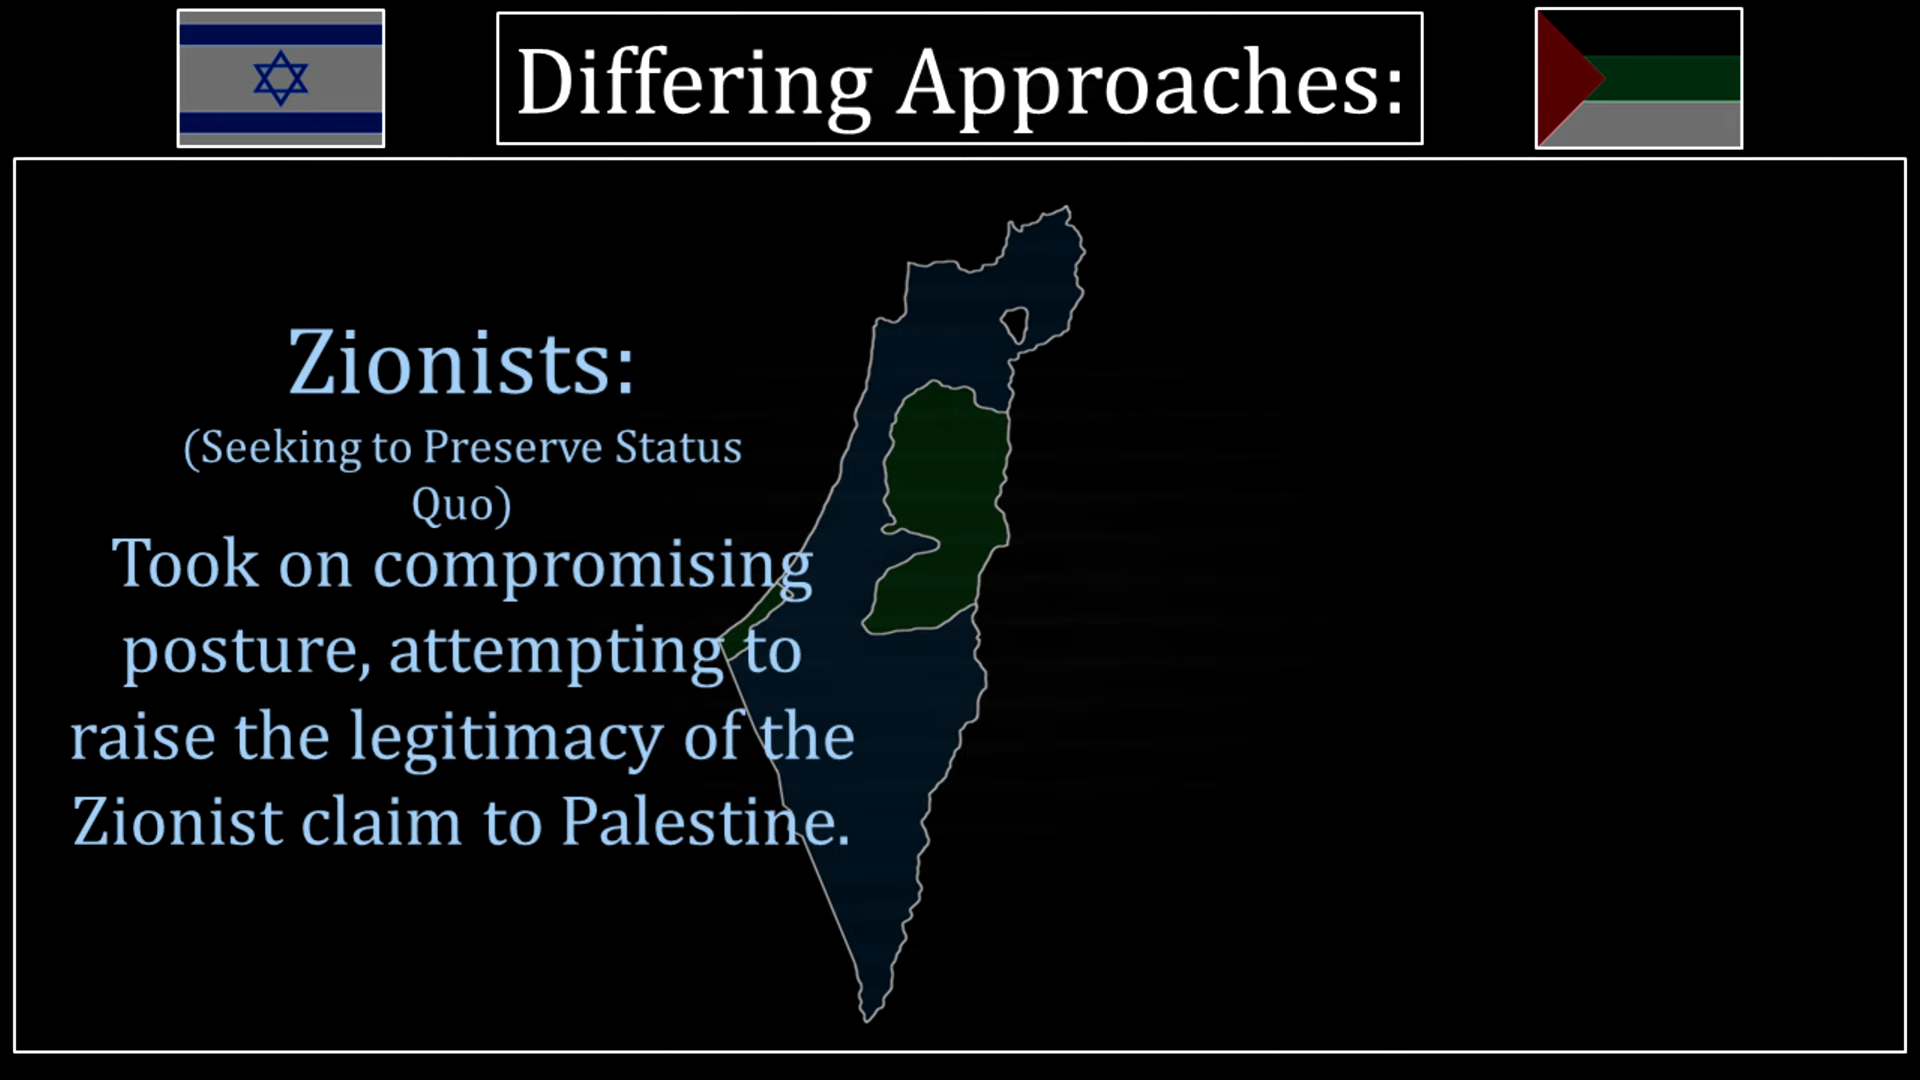 Differing Approaches:
Zionists:
(Seeking to Preserve Status
Quo)
Took on compromising
posture, attempting to
raise the legitimacy of the
Zionist claim to Palestine.